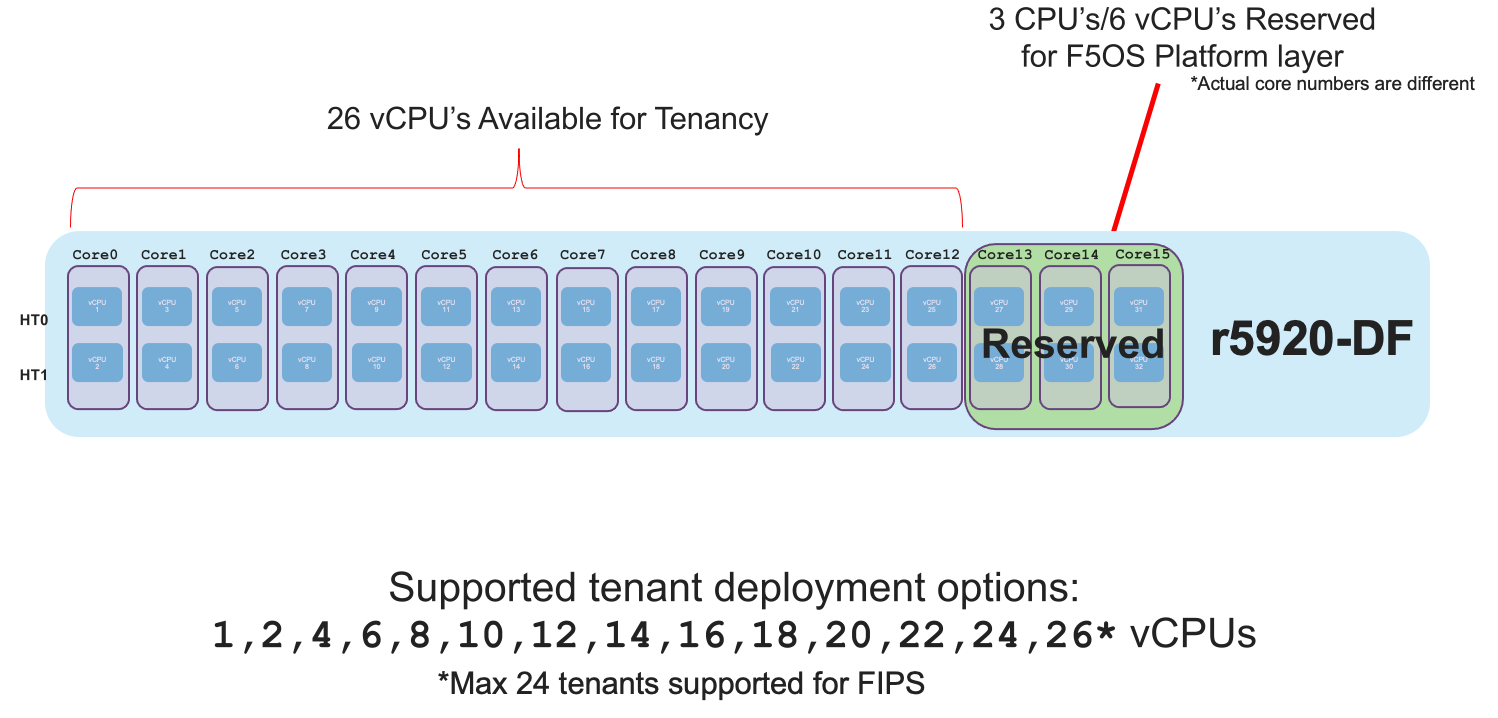 3 CPU’s/6 vCPU’s Reserved
for F5OS Platform layer
*Actual core numbers are different
26 vCPU’s Available for Tenancy
Core0 Core1 Core2 Core3 Core4 Core5 Core6 Core7 Core8 Core9 Core10 Core11 Core12 Core13 Core14 Core15
HT0
vCPU vCPU vCPU vCPU vCPU vCPU vCPU vCPU vCPU vCPU vCPU vCPU vCPU vCPU vCPU vCPU
1 3 5 7 9 11 13 15 17 19 21 23 25 27 29 31
Reserved
r5920-DF
HT1
vCPU vCPU vCPU vCPU vCPU vCPU vCPU vCPU vCPU vCPU vCPU vCPU vCPU vCPU vCPU vCPU
2 4 6 8 10 12 14 16 18 20 22 24 26 28 30 32
Supported tenant deployment options:
1,2,4,6,8,10,12,14,16,18,20,22,24,26* vCPUs
*Max 24 tenants supported for FIPS